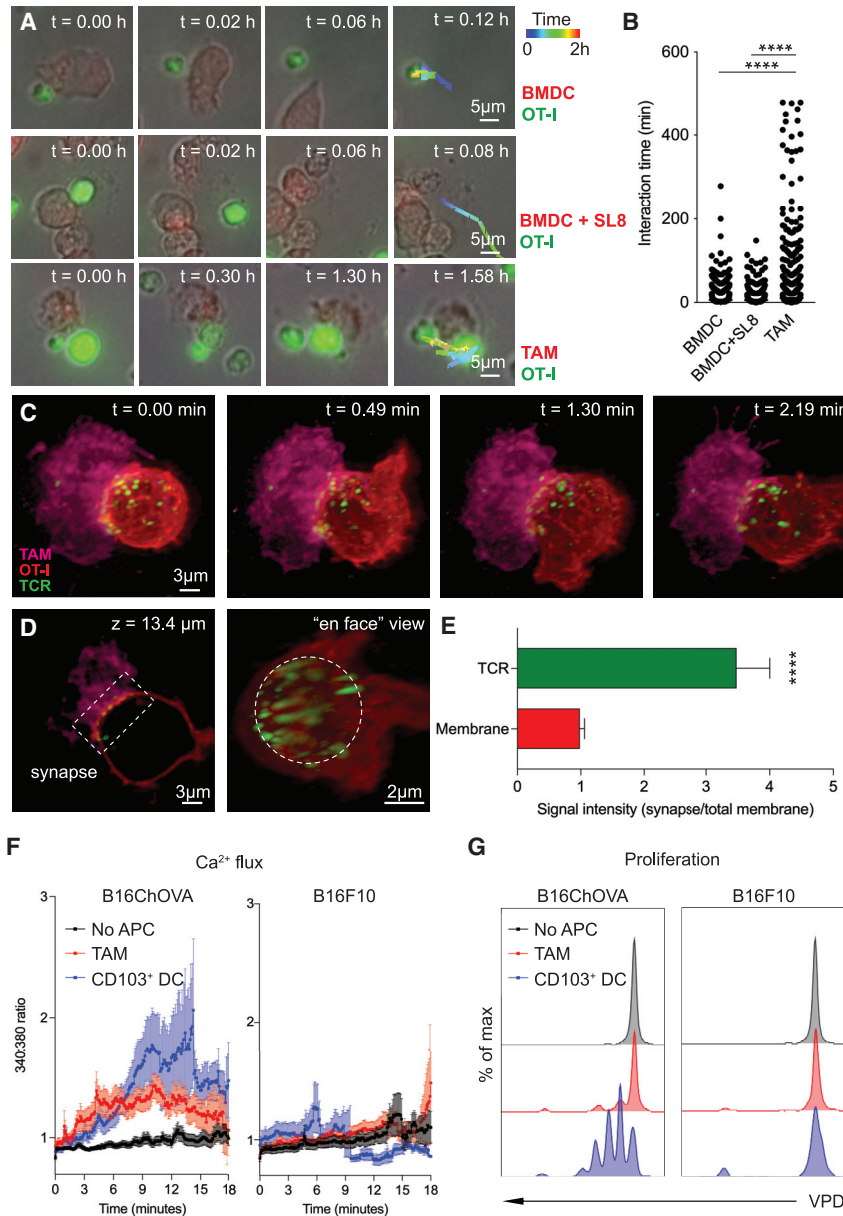 A
t = 0.00 h
t = 0.02 h
t = 0.06 h
t = 0.12 h
5µm
Time
0 2h
BMDC
OT-I
t = 0.00 h
t = 0.02 h
t = 0.06 h
t = 0.08 h
5µm
BMDC + SL8
OT-I
t = 0.00 h
t = 0.30 h
t = 1.30 h
t = 1.58 h
5µm
TAM
OT-I
B
****
****
Interaction time (min)
600
400
200
0
BMDC
BMDC+SL8
TAM
C
t = 0.00 min
t = 0.49 min
t = 1.30 min
t = 2.19 min
TAM
OT-I
TCR
3µm
D
z = 13.4 µm
synapse
3µm
"en face" view
2µm
E
TCR
Membrane
****
0 1 2 3 4 5
Signal intensity (synapse/total membrane)
F
Ca²⁺ flux
B16ChOVA
B16F10
No APC
TAM
CD103⁺ DC
340:380 ratio
3
2
1
3
2
1
0 3 6 9 12 15 18
0 3 6 9 12 15 18
Time (minutes)
Time (minutes)
G
Proliferation
B16ChOVA
B16F10
No APC
TAM
CD103⁺ DC
% of max
VPD